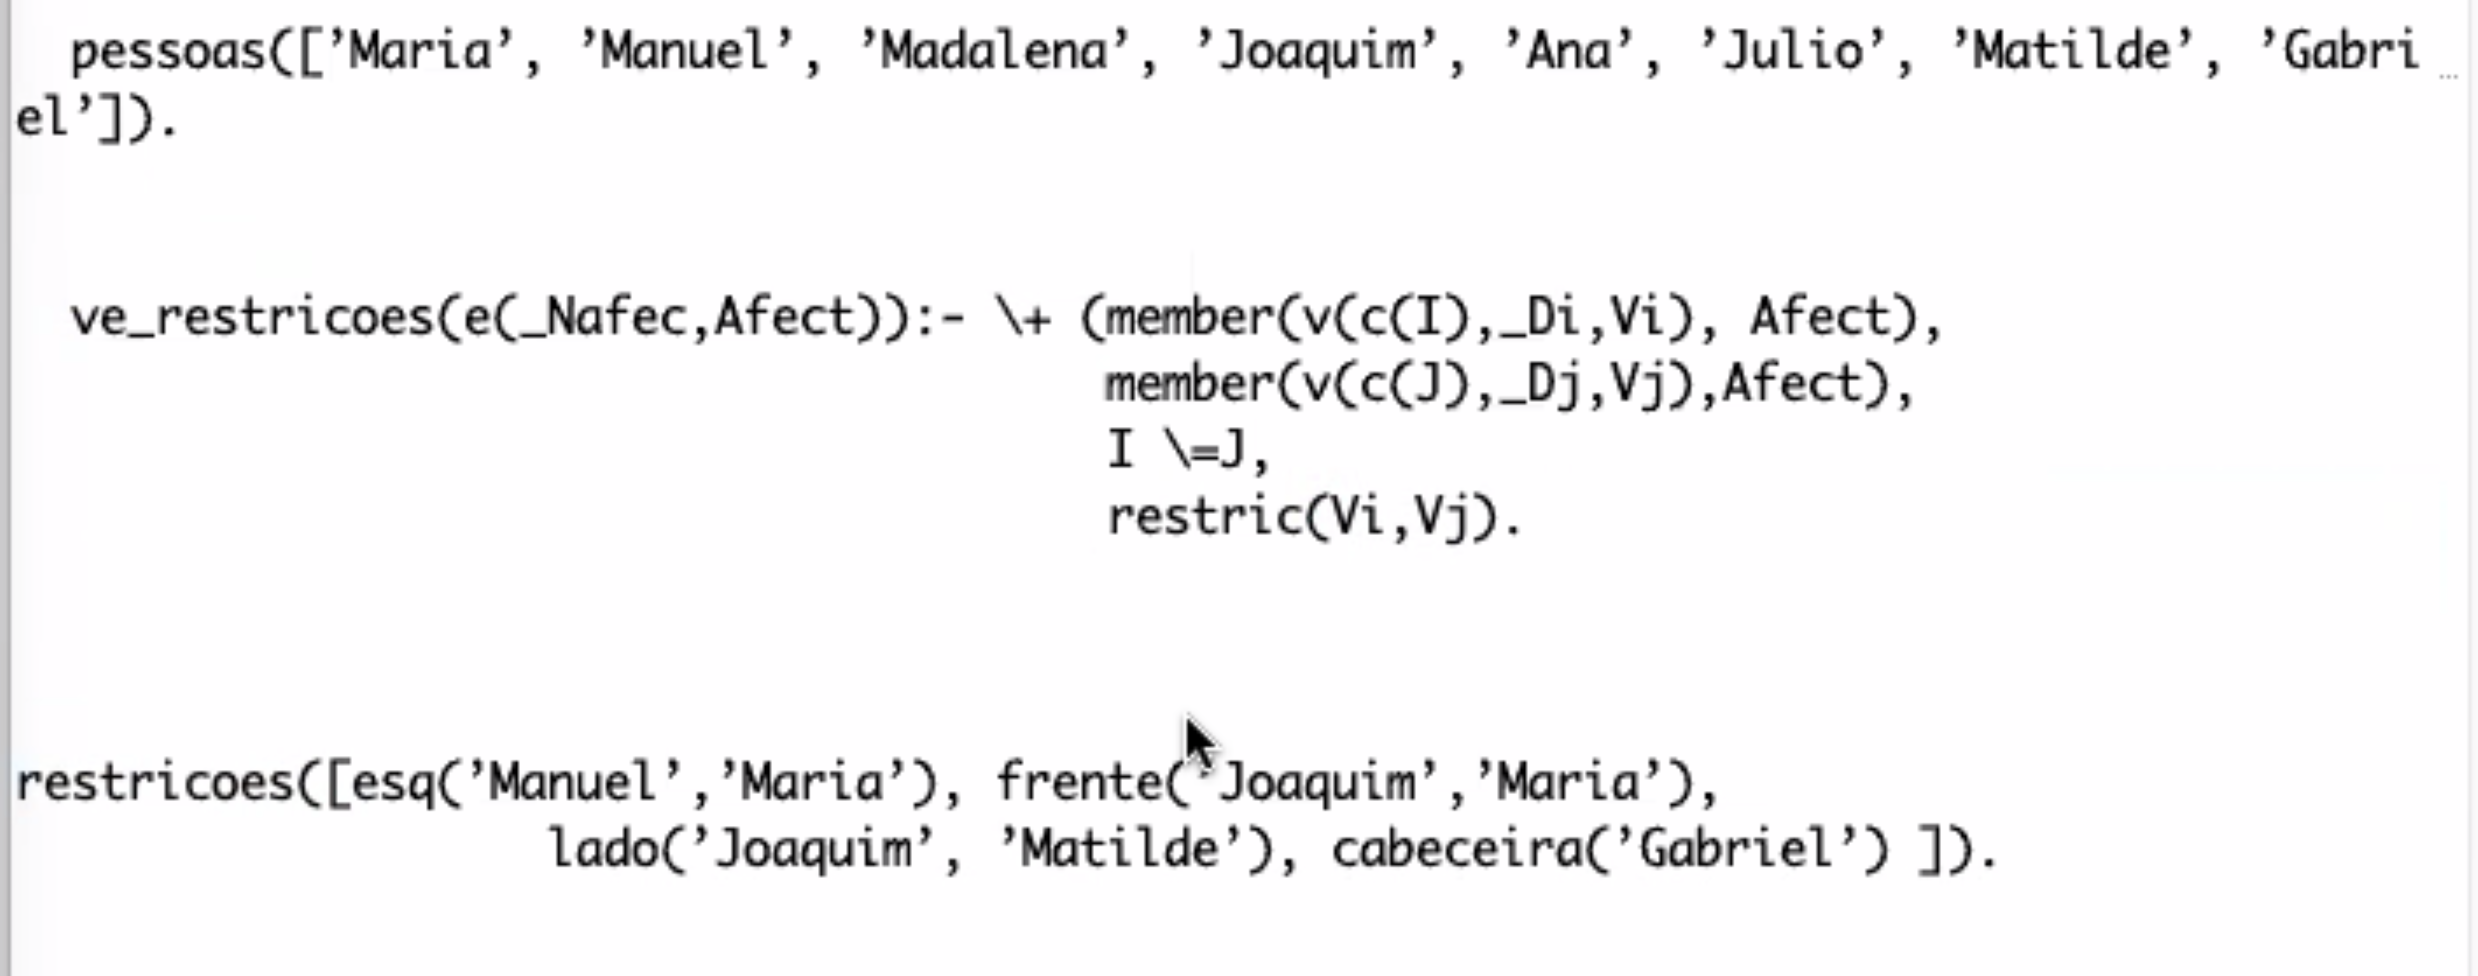 pessoas(['Maria', 'Manuel', 'Madalena', 'Joaquim', 'Ana', 'Julio', 'Matilde', 'Gabri
el']).
ve_restricoes(e(_Nafec,Afect)):- \+ (member(v(c(I),_Di,Vi), Afect),
member(v(c(J),_Dj,Vj),Afect),
I \=J,
restric(Vi,Vj).
restricoes([esq('Manuel','Maria'), frente('Joaquim','Maria'),
lado('Joaquim', 'Matilde'), cabeceira('Gabriel') ]).